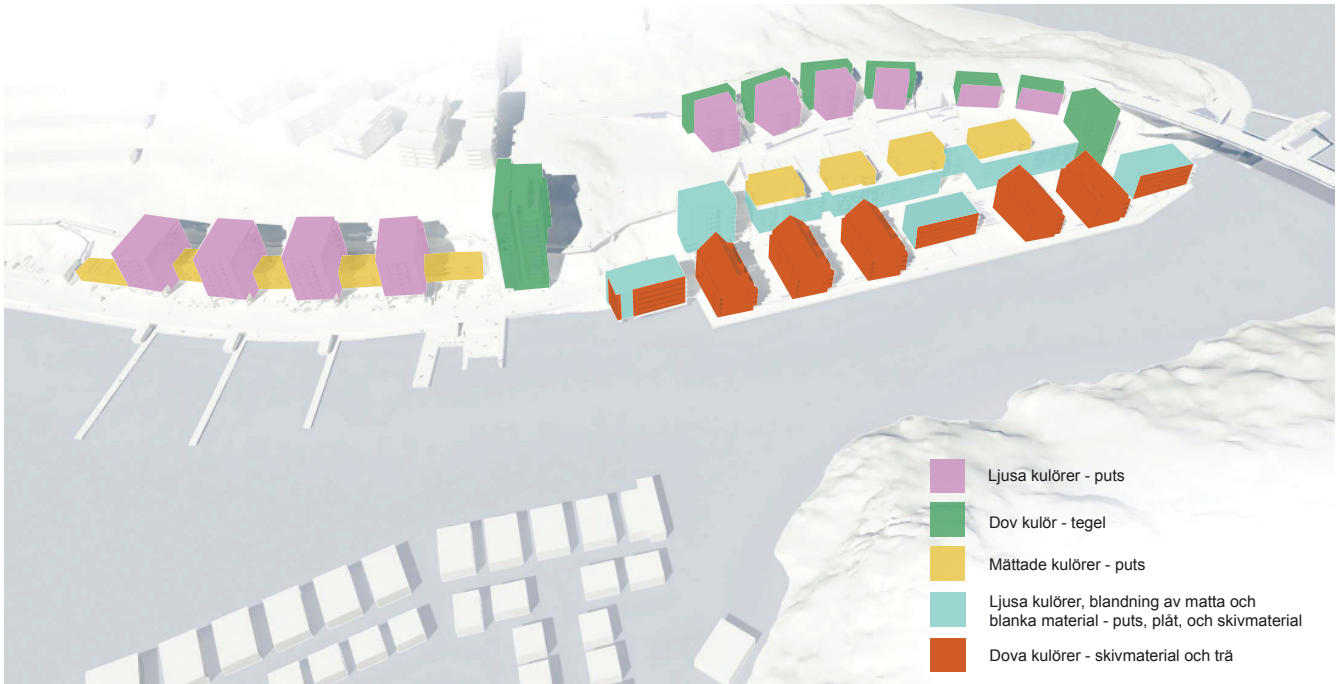 Ljusa kulörer - puts
Dov kulör - tegel
Mättade kulörer - puts
Ljusa kulörer, blandning av matta och
blanka material - puts, plåt, och skivmaterial
Dova kulörer - skivmaterial och trä